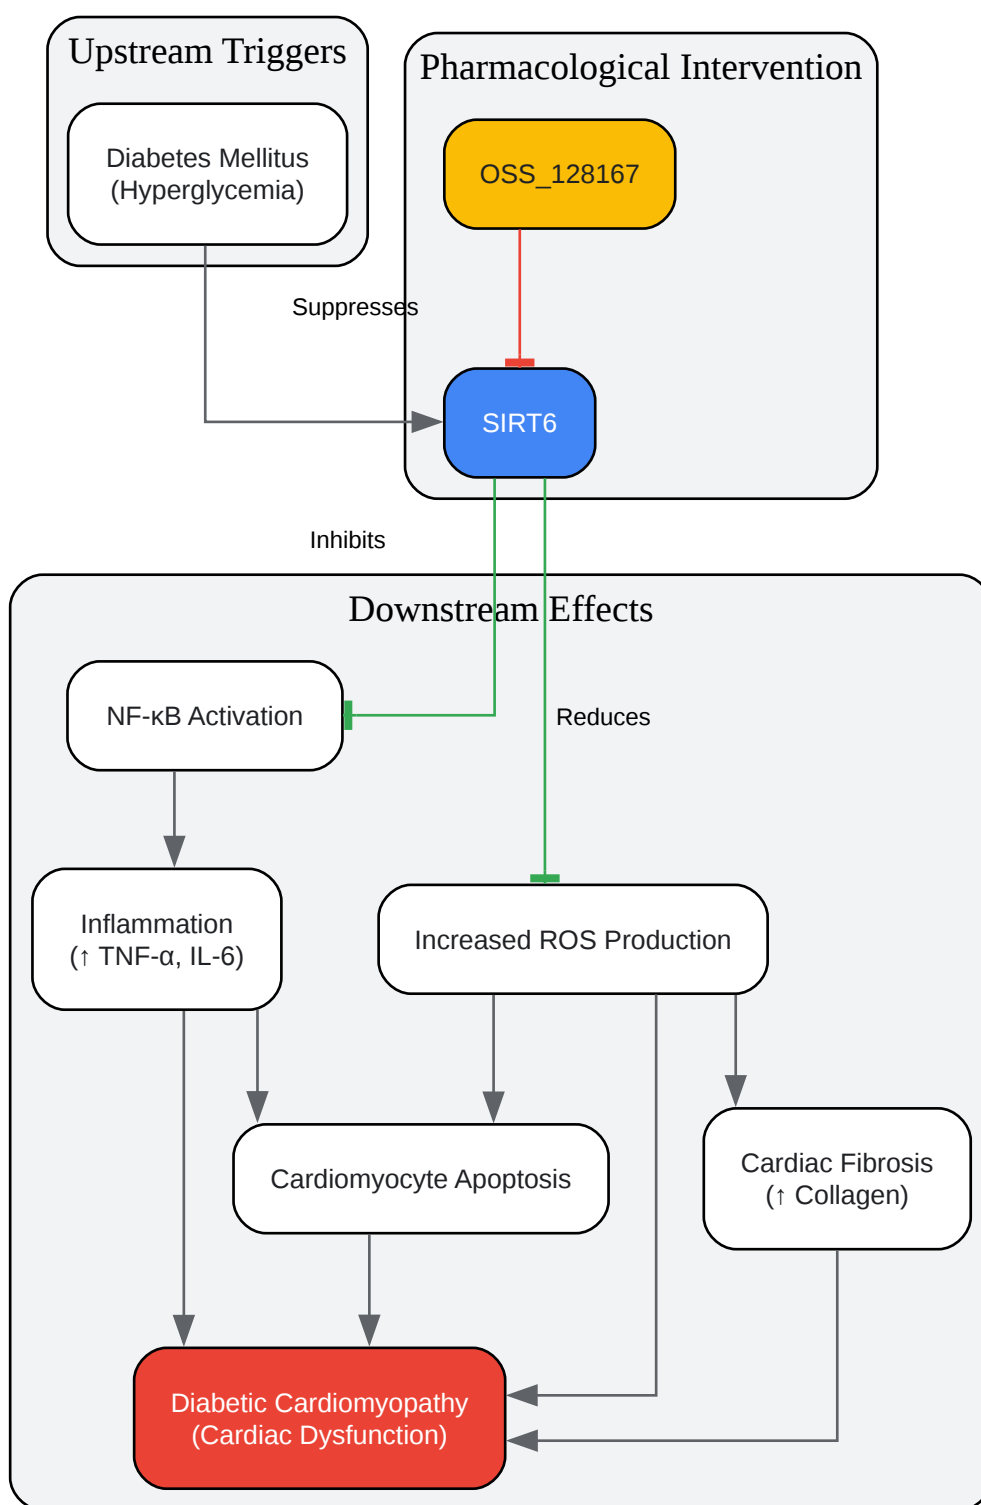 Upstream Triggers
Pharmacological Intervention
Diabetes Mellitus
(Hyperglycemia)
OSS_128167
Suppresses
SIRT6
Inhibits
Downstream Effects
NF-κB Activation
Reduces
Inflammation
(↑ TNF-α, IL-6)
Increased ROS Production
Cardiomyocyte Apoptosis
Cardiac Fibrosis
(↑ Collagen)
Diabetic Cardiomyopathy
(Cardiac Dysfunction)